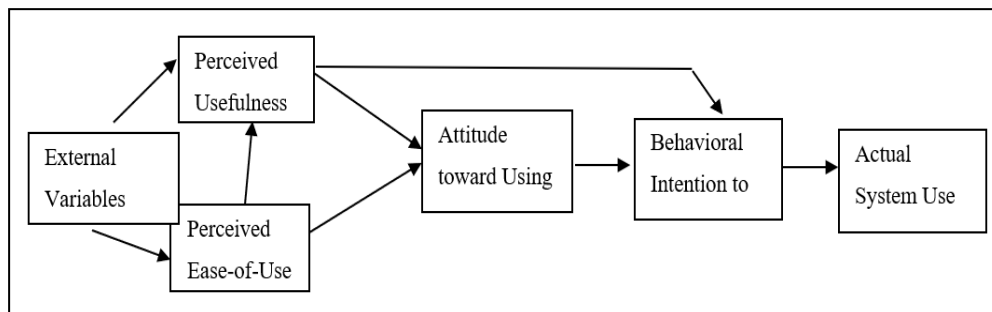 Perceived
Usefulness
External
Variables
Perceived
Ease-of-Use
Attitude
toward Using
Behavioral
Intention to
Actual
System Use